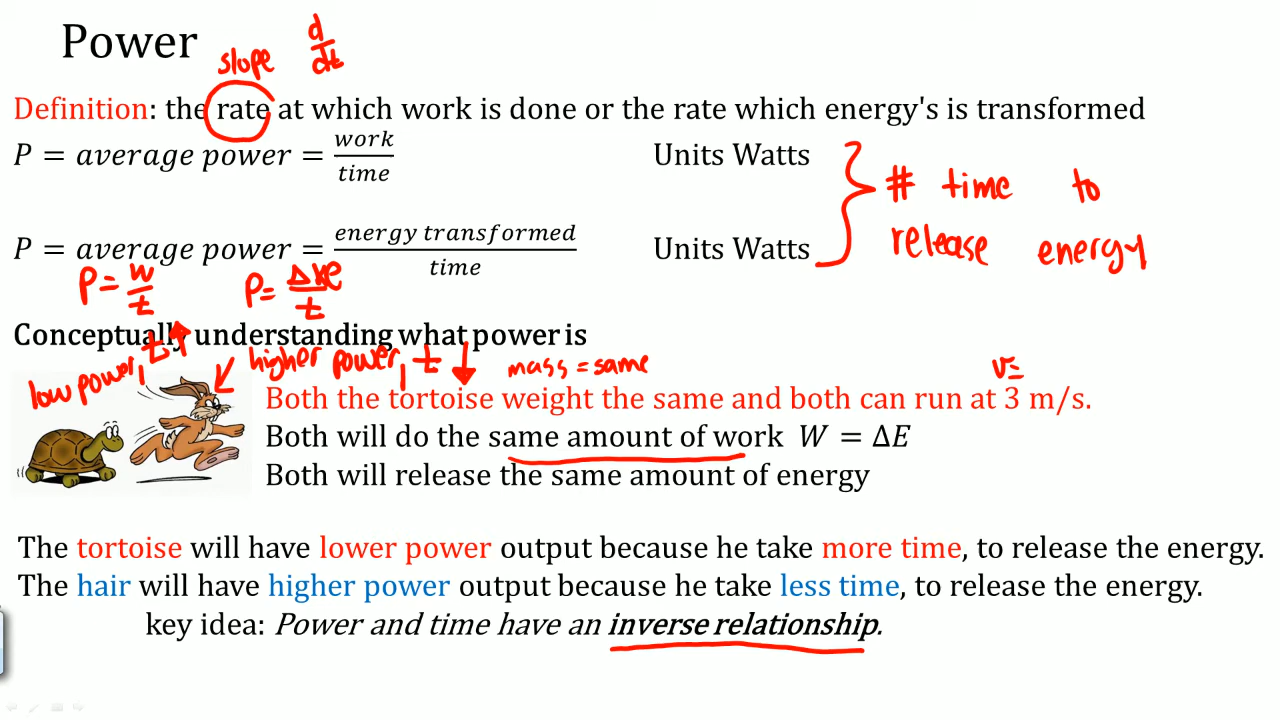 Power
slope
d/dt
Definition: the rate at which work is done or the rate which energy's is transformed
P = average power = work/time Units Watts
# time to
release energy
P = average power = energy transformed/time Units Watts
P = w/t P = Δke/t
Conceptually understanding what power is
low power, t ↑
higher power, t ↓
mass = same
v=
Both the tortoise weight the same and both can run at 3 m/s.
Both will do the same amount of work W = ΔE
Both will release the same amount of energy
The tortoise will have lower power output because he take more time, to release the energy.
The hair will have higher power output because he take less time, to release the energy.
key idea: Power and time have an inverse relationship.